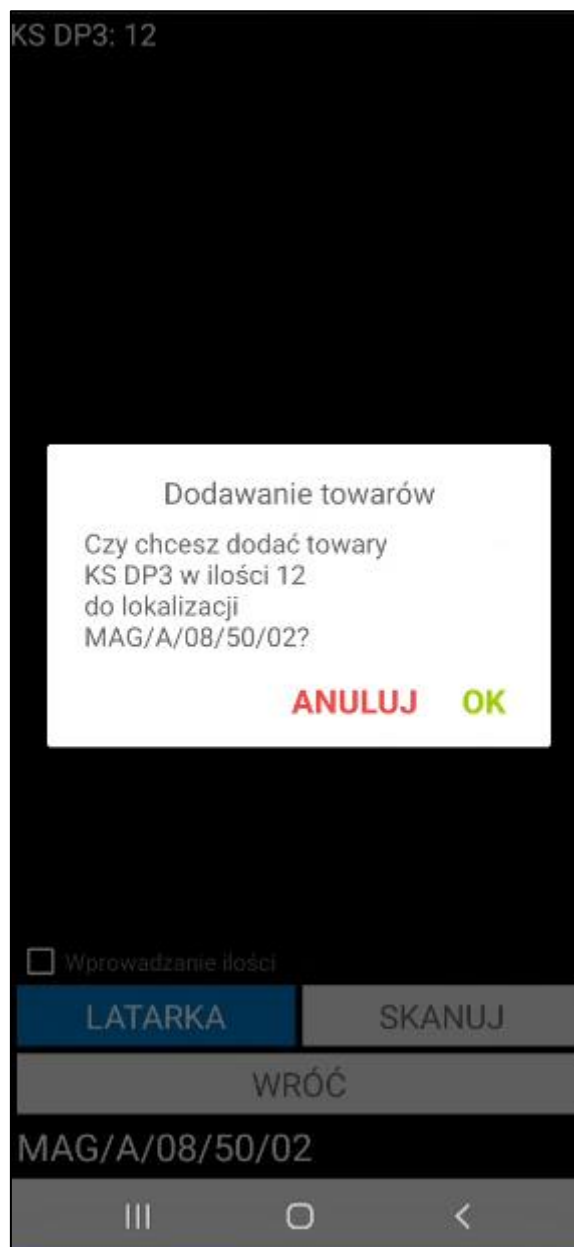 KS DP3: 12
Dodawanie towarów
Czy chcesz dodać towary
KS DP3 w ilości 12
do lokalizacji
MAG/A/08/50/02?
ANULUJ OK
Wprowadzanie ilości
LATARKA SKANUJ
WRÓĆ
MAG/A/08/50/02